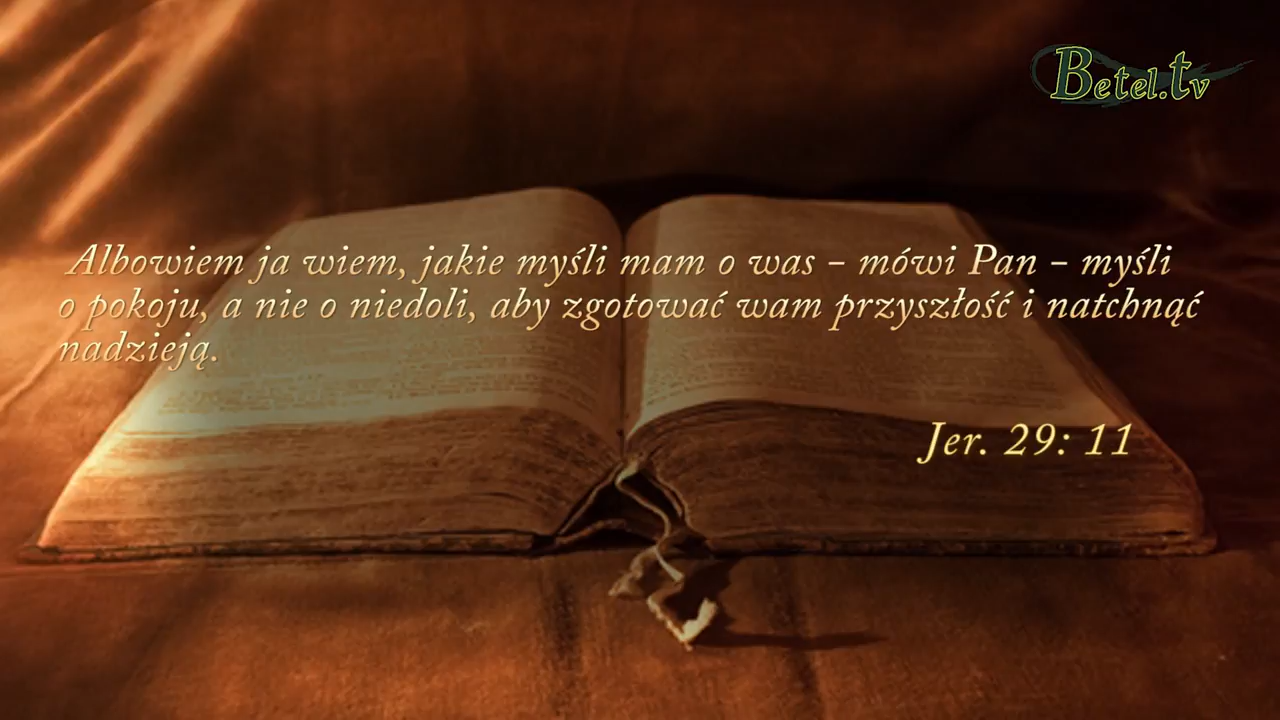 Betel.tv
Albowiem ja wiem, jakie myśli mam o was – mówi Pan – myśli
o pokoju, a nie o niedoli, aby zgotować wam przyszłość i natchnąć
nadzieją.
Jer. 29: 11